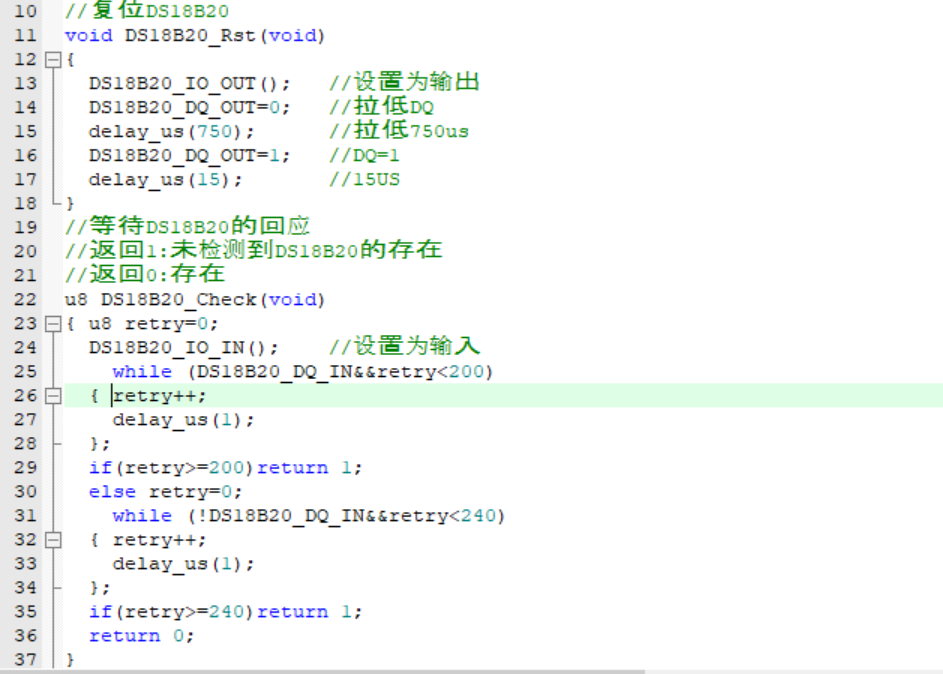 10 //复位DS18B20
11 void DS18B20_Rst(void)
12 {
13 DS18B20_IO_OUT(); //设置为输出
14 DS18B20_DQ_OUT=0; //拉低DQ
15 delay_us(750); //拉低750us
16 DS18B20_DQ_OUT=1; //DQ=1
17 delay_us(15); //15US
18 }
19 //等待DS18B20的回应
20 //返回1:未检测到DS18B20的存在
21 //返回0:存在
22 u8 DS18B20_Check(void)
23 { u8 retry=0;
24 DS18B20_IO_IN(); //设置为输入
25 while (DS18B20_DQ_IN&&retry<200)
26 { retry++;
27 delay_us(1);
28 };
29 if(retry>=200)return 1;
30 else retry=0;
31 while (!DS18B20_DQ_IN&&retry<240)
32 { retry++;
33 delay_us(1);
34 };
35 if(retry>=240)return 1;
36 return 0;
37 }